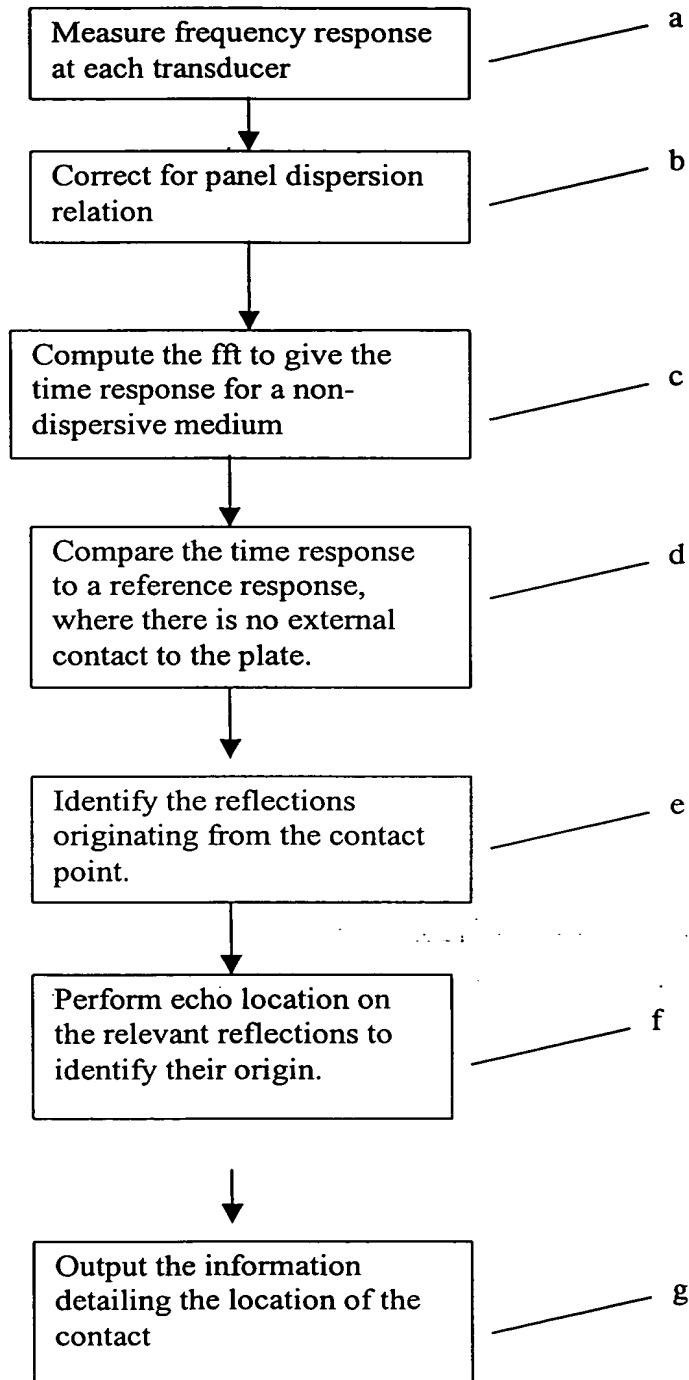 Measure frequency response
at each transducer
a
Correct for panel dispersion
relation
b
Compute the fft to give the
time response for a non-
dispersive medium
c
Compare the time response
to a reference response,
where there is no external
contact to the plate.
d
Identify the reflections
originating from the contact
point.
e
Perform echo location on
the relevant reflections to
identify their origin.
f
Output the information
detailing the location of the
contact
g